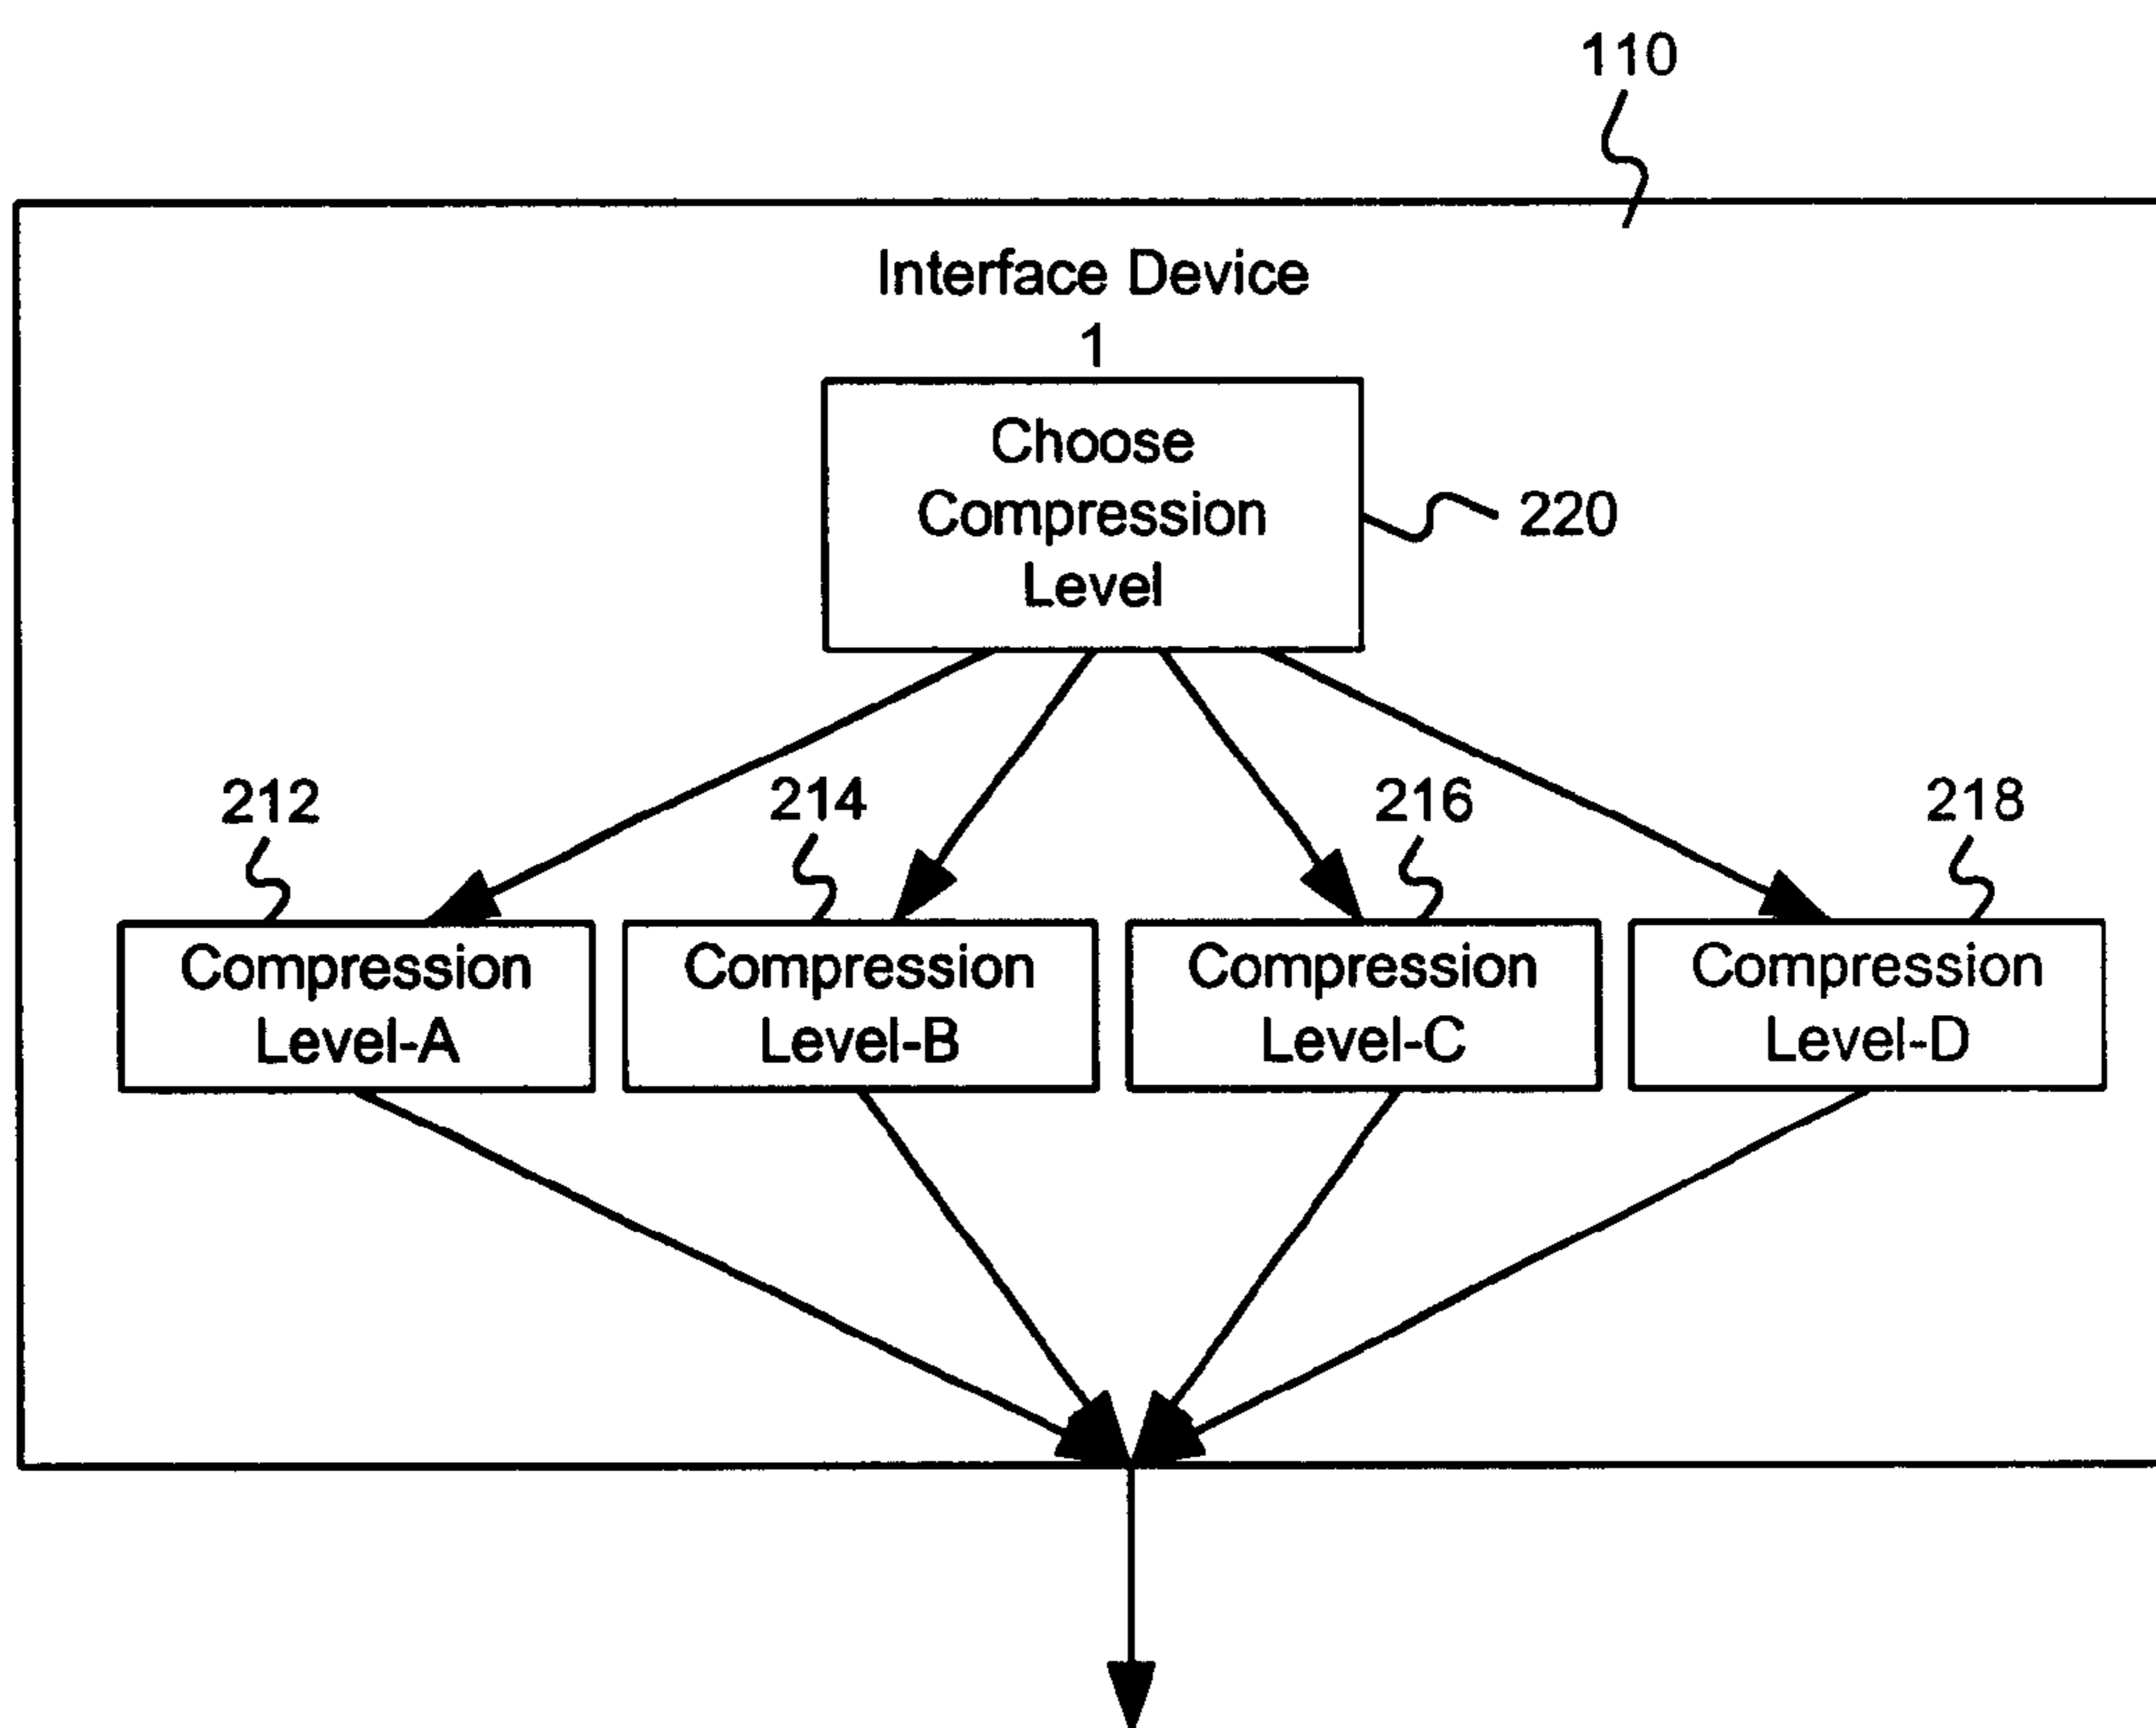 110
Interface Device
1
Choose
Compression
Level
220
212
214
216
218
Compression
Level-A
Compression
Level-B
Compression
Level-C
Compression
Level-D